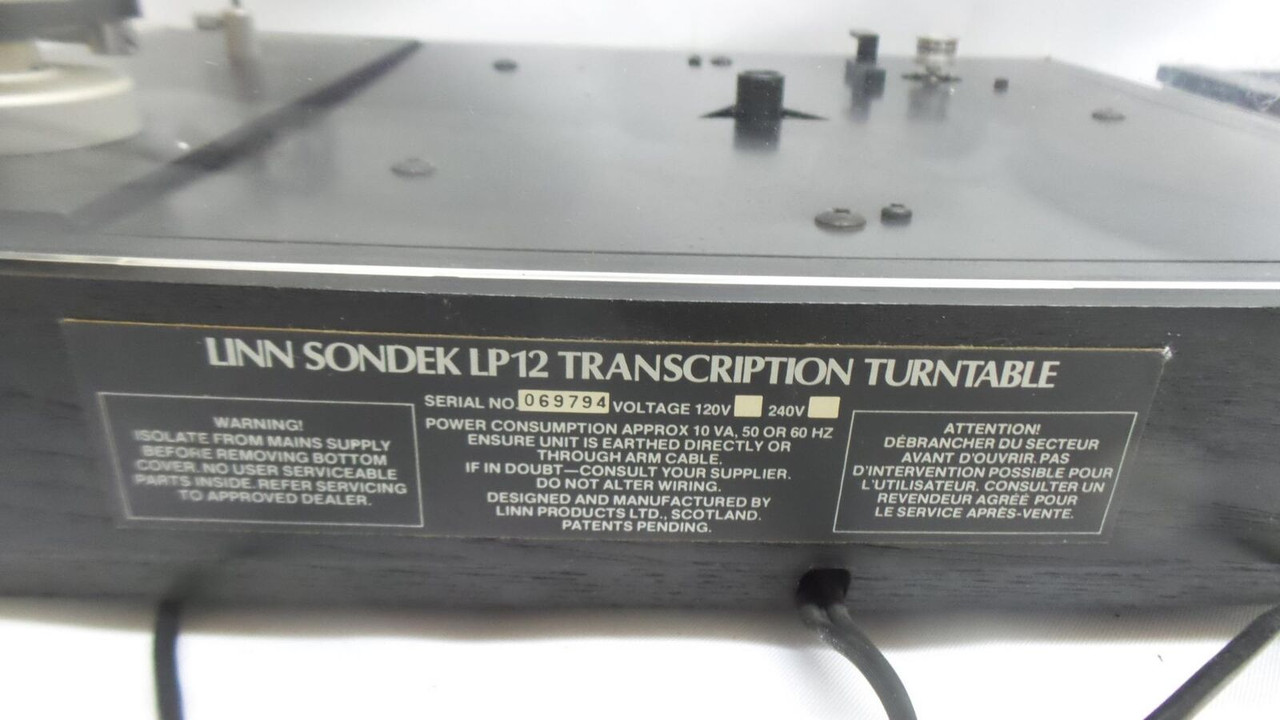 LINN SONDEK LP12 TRANSCRIPTION TURNTABLE
SERIAL NO. 069794 VOLTAGE 120V 240V
WARNING!
ISOLATE FROM MAINS SUPPLY
BEFORE REMOVING BOTTOM
COVER. NO USER SERVICEABLE
PARTS INSIDE. REFER SERVICING
TO APPROVED DEALER.
POWER CONSUMPTION APPROX 10 VA, 50 OR 60 HZ
ENSURE UNIT IS EARTHED DIRECTLY OR
THROUGH ARM CABLE.
IF IN DOUBT—CONSULT YOUR SUPPLIER.
DO NOT ALTER WIRING.
DESIGNED AND MANUFACTURED BY
LINN PRODUCTS LTD., SCOTLAND.
PATENTS PENDING.
ATTENTION!
DÉBRANCHER DU SECTEUR
AVANT D'OUVRIR. PAS
D'INTERVENTION POSSIBLE POUR
L'UTILISATEUR. CONSULTER UN
REVENDEUR AGRÉÉ POUR
LE SERVICE APRÈS-VENTE.